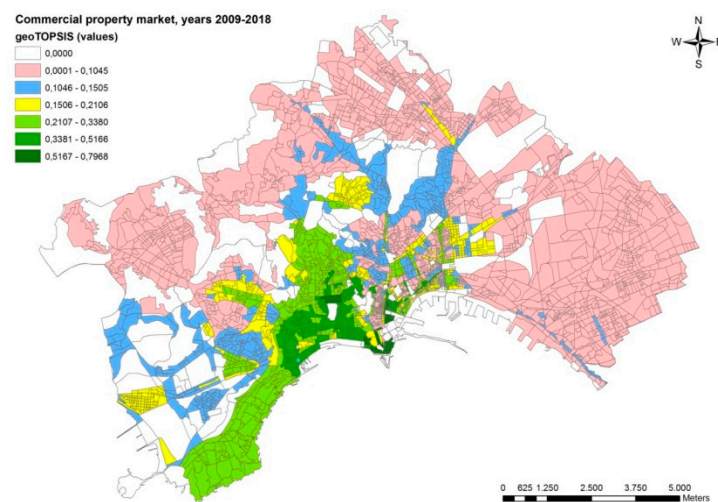 Commercial property market, years 2009-2018
geoTOPSIS (values)
0,0000
0,0001 - 0,1045
0,1046 - 0,1505
0,1506 - 0,2106
0,2107 - 0,3380
0,3381 - 0,5166
0,5167 - 0,7968
N
W E
S
0 625 1.250 2.500 3.750 5.000
Meters